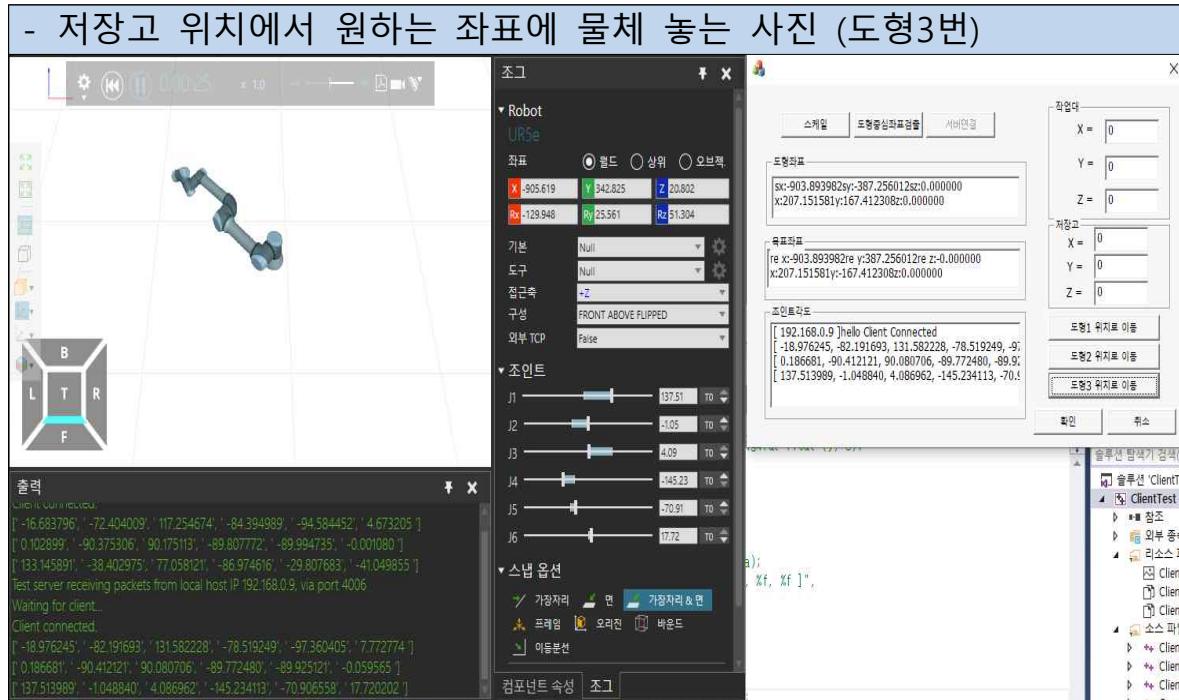 - 저장고 위치에서 원하는 좌표에 물체 놓는 사진 (도형3번)
x 1.0
B
L T R
F
조그
Robot
UR5e
좌표 월드 상위 오브젝.
X -905.619 Y 342.825 Z 20.802
Rx -129.948 Ry 25.561 Rz 51.304
기본 Null
도구 Null
접근축 +Z
구성 FRONT ABOVE FLIPPED
외부 TCP False
조인트
J1 137.51 TO
J2 -1.05 TO
J3 4.09 TO
J4 -145.23 TO
J5 -70.91 TO
J6 17.72 TO
스냅 옵션
가장자리 면 가장자리 & 면
프레임 오리진 바운드
이동분선
컴포넌트 속성 조그
출력
Client connected.
[' -16.683796', ' -72.404009', ' 117.254674', ' -84.394989', ' -94.584452', ' 4.673205 ']
[' 0.102899', ' -90.375306', ' 90.175113', ' -89.807772', ' -89.994735', ' -0.001080 ']
[' 133.145891', ' -38.402975', ' 77.058121', ' -86.974616', ' -29.807683', ' -41.049855 ']
Test server receiving packets from local host IP 192.168.0.9, via port 4006
Waiting for client...
Client connected.
[' -18.976245', ' -82.191693', ' 131.582228', ' -78.519249', ' -97.360405', ' 7.772774 ']
[' 0.186681', ' -90.412121', ' 90.080706', ' -89.772480', ' -89.925121', ' -0.059565 ']
[' 137.513989', ' -1.048840', ' 4.086962', ' -145.234113', ' -70.906558', ' 17.720202 ']
스케일 도형중심좌표검출 서버연결
도형좌표
sx:-903.893982sy:-387.256012sz:0.000000
x:207.151581y:167.412308z:0.000000
목표좌표
re x:-903.893982re y:387.256012re z:-0.000000
x:207.151581y:-167.412308z:0.000000
조인트각도
[ 192.168.0.9 ]hello Client Connected
[ -18.976245, -82.191693, 131.582228, -78.519249, -97
[ 0.186681, -90.412121, 90.080706, -89.772480, -89.92
[ 137.513989, -1.048840, 4.086962, -145.234113, -70.9
작업대
X = 0
Y = 0
Z = 0
저장고
X = 0
Y = 0
Z = 0
도형1 위치로 이동
도형2 위치로 이동
도형3 위치로 이동
확인 취소
a);
, %f, %f ]",
솔루션 탐색기 검색(
솔루션 'ClientT
ClientTest
참조
외부 종속
리소스 파
Clien
Clien
Clien
소스 파일
Clien
Clien
Clien